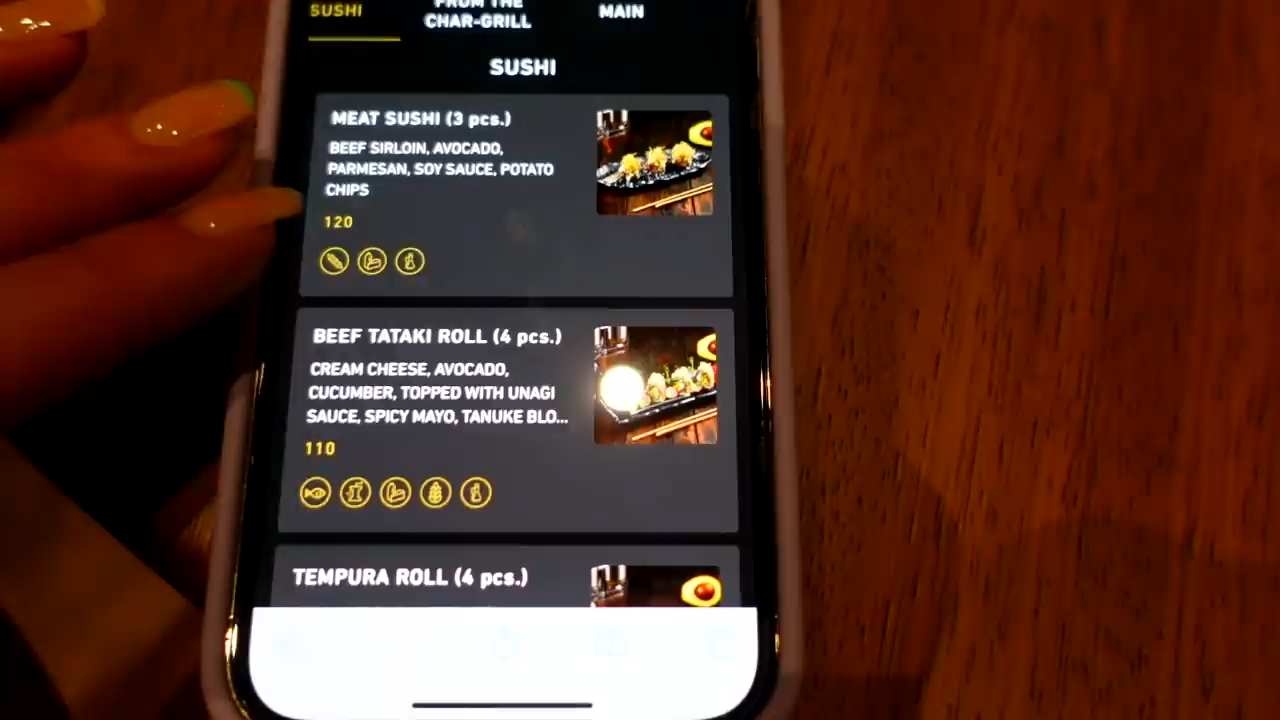 SUSHI
FROM THE
CHAR-GRILL
MAIN
SUSHI
MEAT SUSHI (3 pcs.)
BEEF SIRLOIN, AVOCADO,
PARMESAN, SOY SAUCE, POTATO
CHIPS
120
BEEF TATAKI ROLL (4 pcs.)
CREAM CHEESE, AVOCADO,
CUCUMBER, TOPPED WITH UNAGI
SAUCE, SPICY MAYO, TANUKE BLO...
110
TEMPURA ROLL (4 pcs.)